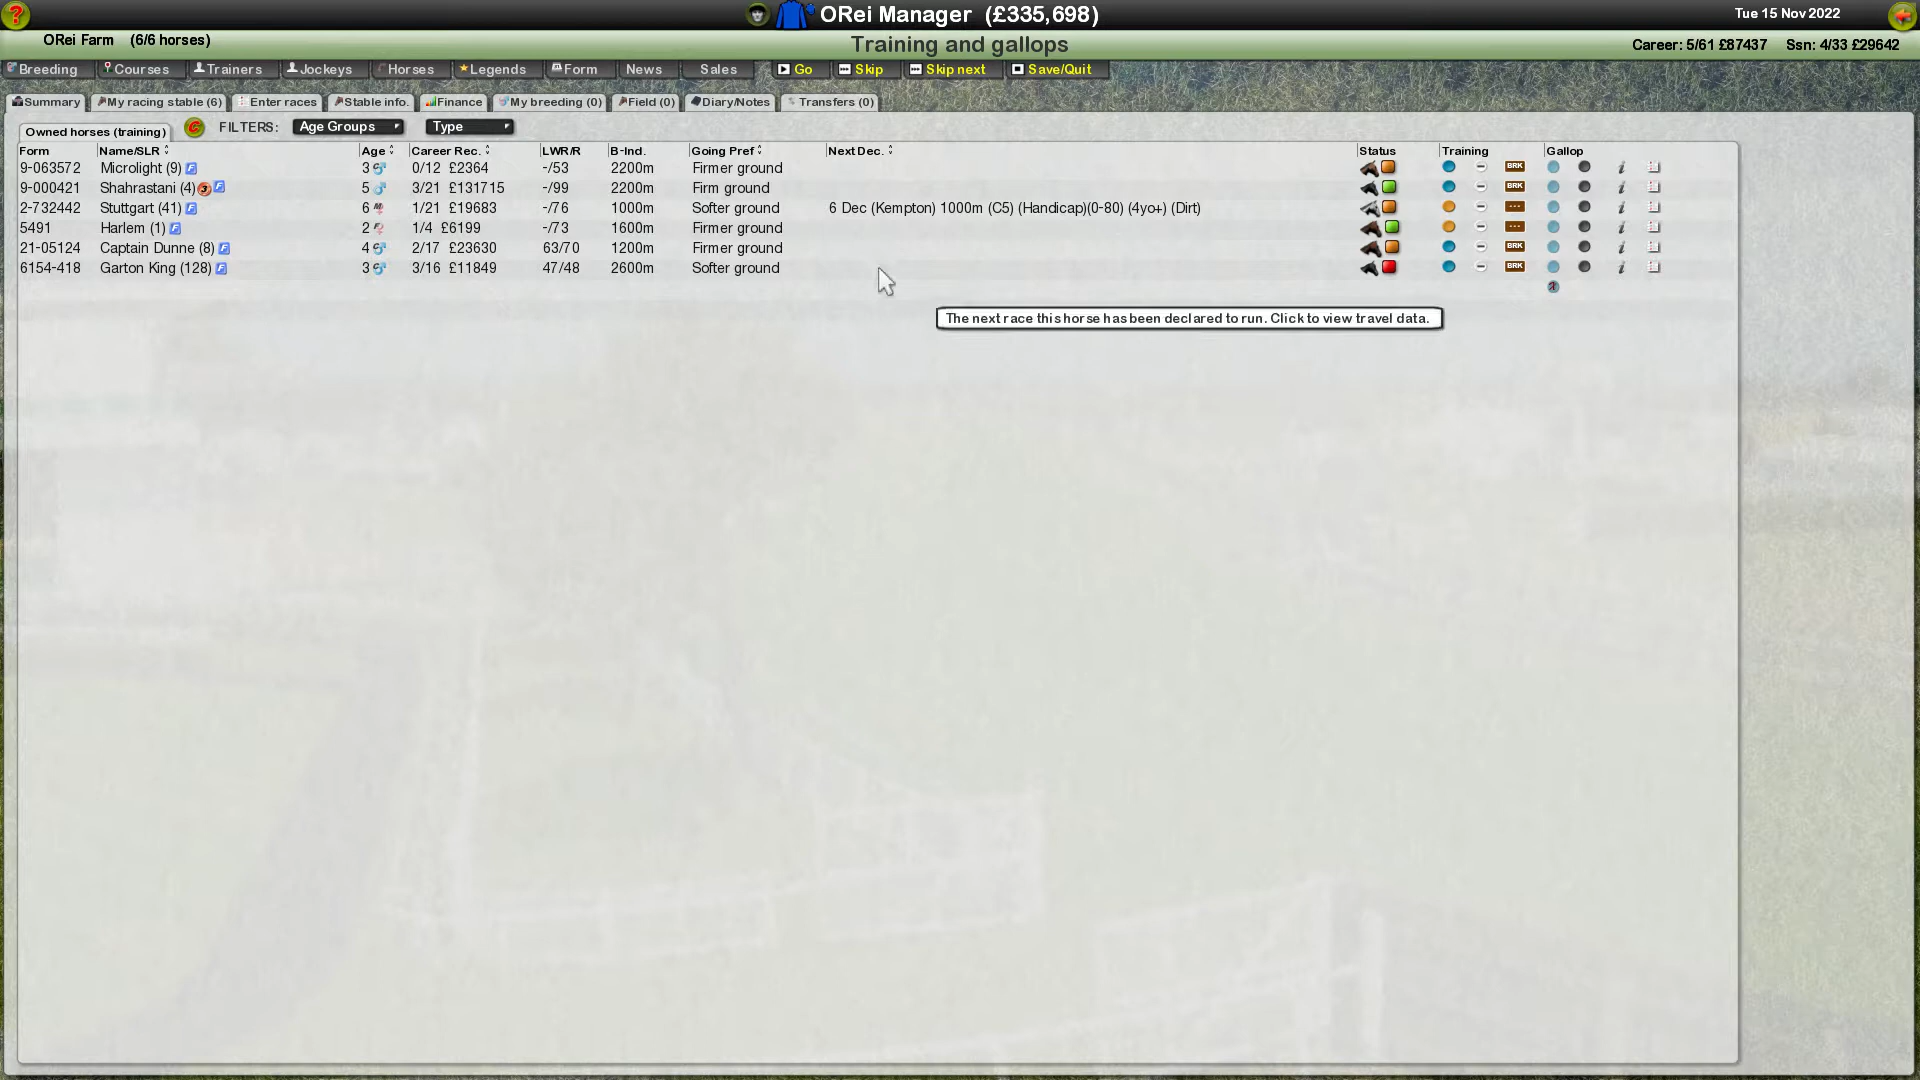 ORei Manager (£335,698)
Tue 15 Nov 2022
ORei Farm (6/6 horses)
Training and gallops
Career: 5/61 £87437 Ssn: 4/33 £29642
Breeding Courses Trainers Jockeys Horses Legends Form News Sales Go Skip Skip next Save/Quit
Summary My racing stable (6) Enter races Stable info. Finance My breeding (0) Field (0) Diary/Notes Transfers (0)
Owned horses (training) FILTERS: Age Groups Type
Form Name/SLR Age Career Rec. LWR/R B-Ind. Going Pref Next Dec. Status Training Gallop
9-063572 Microlight (9) F 3 0/12 £2364 -/53 2200m Firmer ground BRK
9-000421 Shahrastani (4) 3 F 5 3/21 £131715 -/99 2200m Firm ground BRK
2-732442 Stuttgart (41) F 6 1/21 £19683 -/76 1000m Softer ground 6 Dec (Kempton) 1000m (C5) (Handicap)(0-80) (4yo+) (Dirt) ---
5491 Harlem (1) F 2 1/4 £6199 -/73 1600m Firmer ground ---
21-05124 Captain Dunne (8) F 4 2/17 £23630 63/70 1200m Firmer ground BRK
6154-418 Garton King (128) F 3 3/16 £11849 47/48 2600m Softer ground BRK
The next race this horse has been declared to run. Click to view travel data.